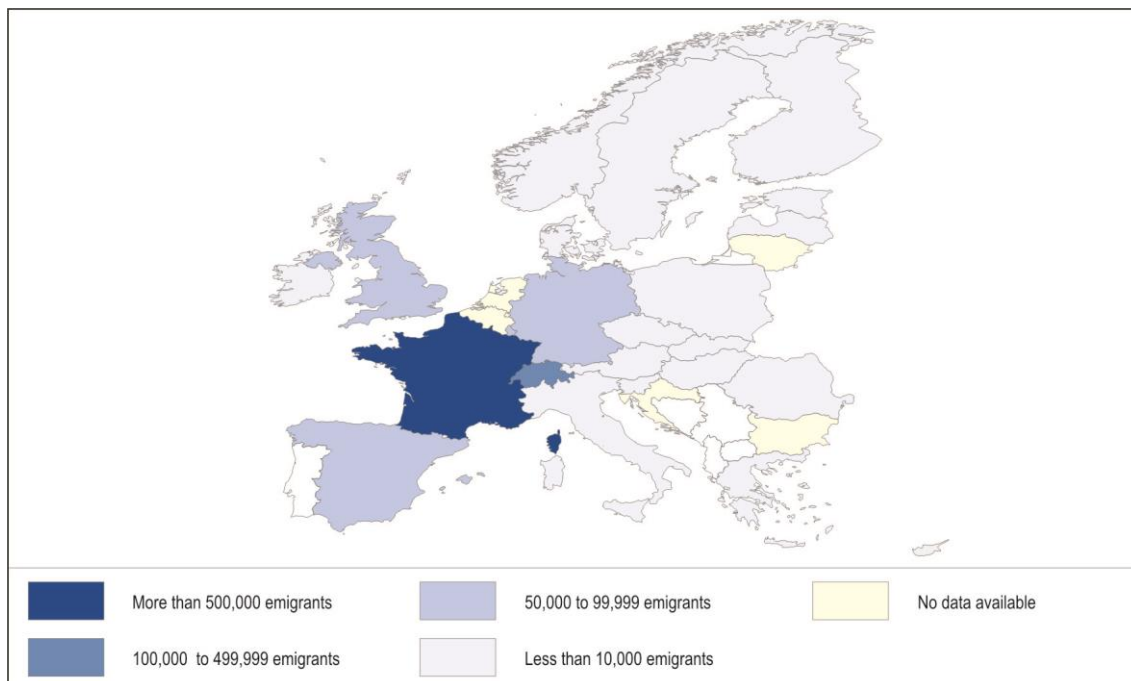 More than 500,000 emigrants
50,000 to 99,999 emigrants
No data available
100,000 to 499,999 emigrants
Less than 10,000 emigrants